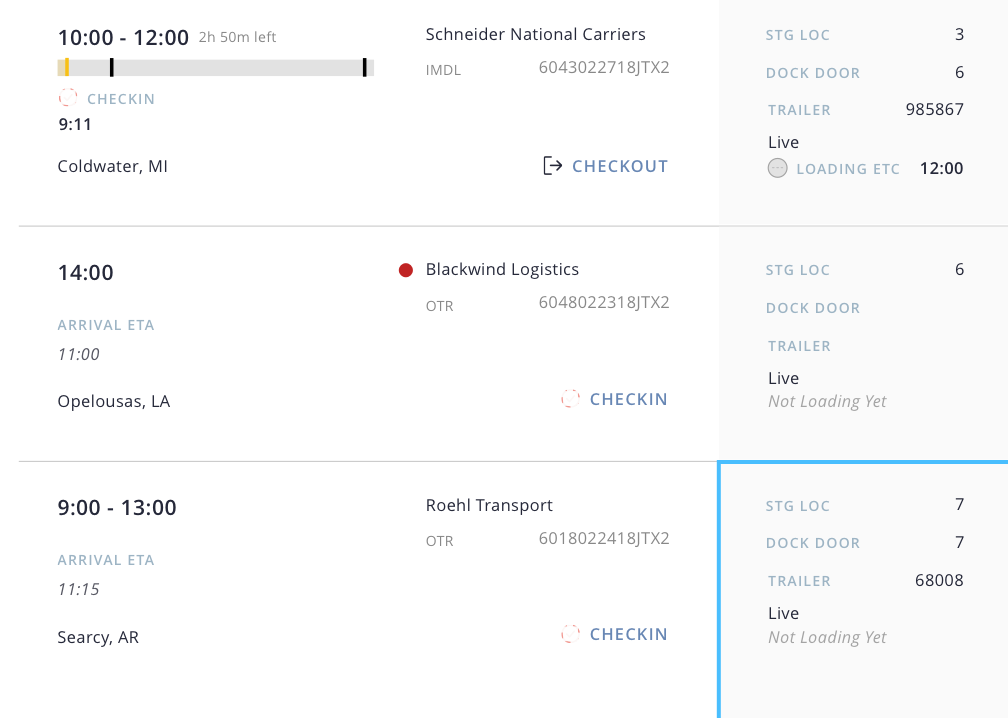 10:00 - 12:00 2h 50m left
Schneider National Carriers
IMDL 6043022718JTX2
CHECKIN
9:11
Coldwater, MI
CHECKOUT
STG LOC 3
DOCK DOOR 6
TRAILER 985867
Live
LOADING ETC 12:00
14:00
Blackwind Logistics
OTR 6048022318JTX2
ARRIVAL ETA
11:00
Opelousas, LA
CHECKIN
STG LOC 6
DOCK DOOR
TRAILER
Live
Not Loading Yet
9:00 - 13:00
Roehl Transport
OTR 6018022418JTX2
ARRIVAL ETA
11:15
Searcy, AR
CHECKIN
STG LOC 7
DOCK DOOR 7
TRAILER 68008
Live
Not Loading Yet